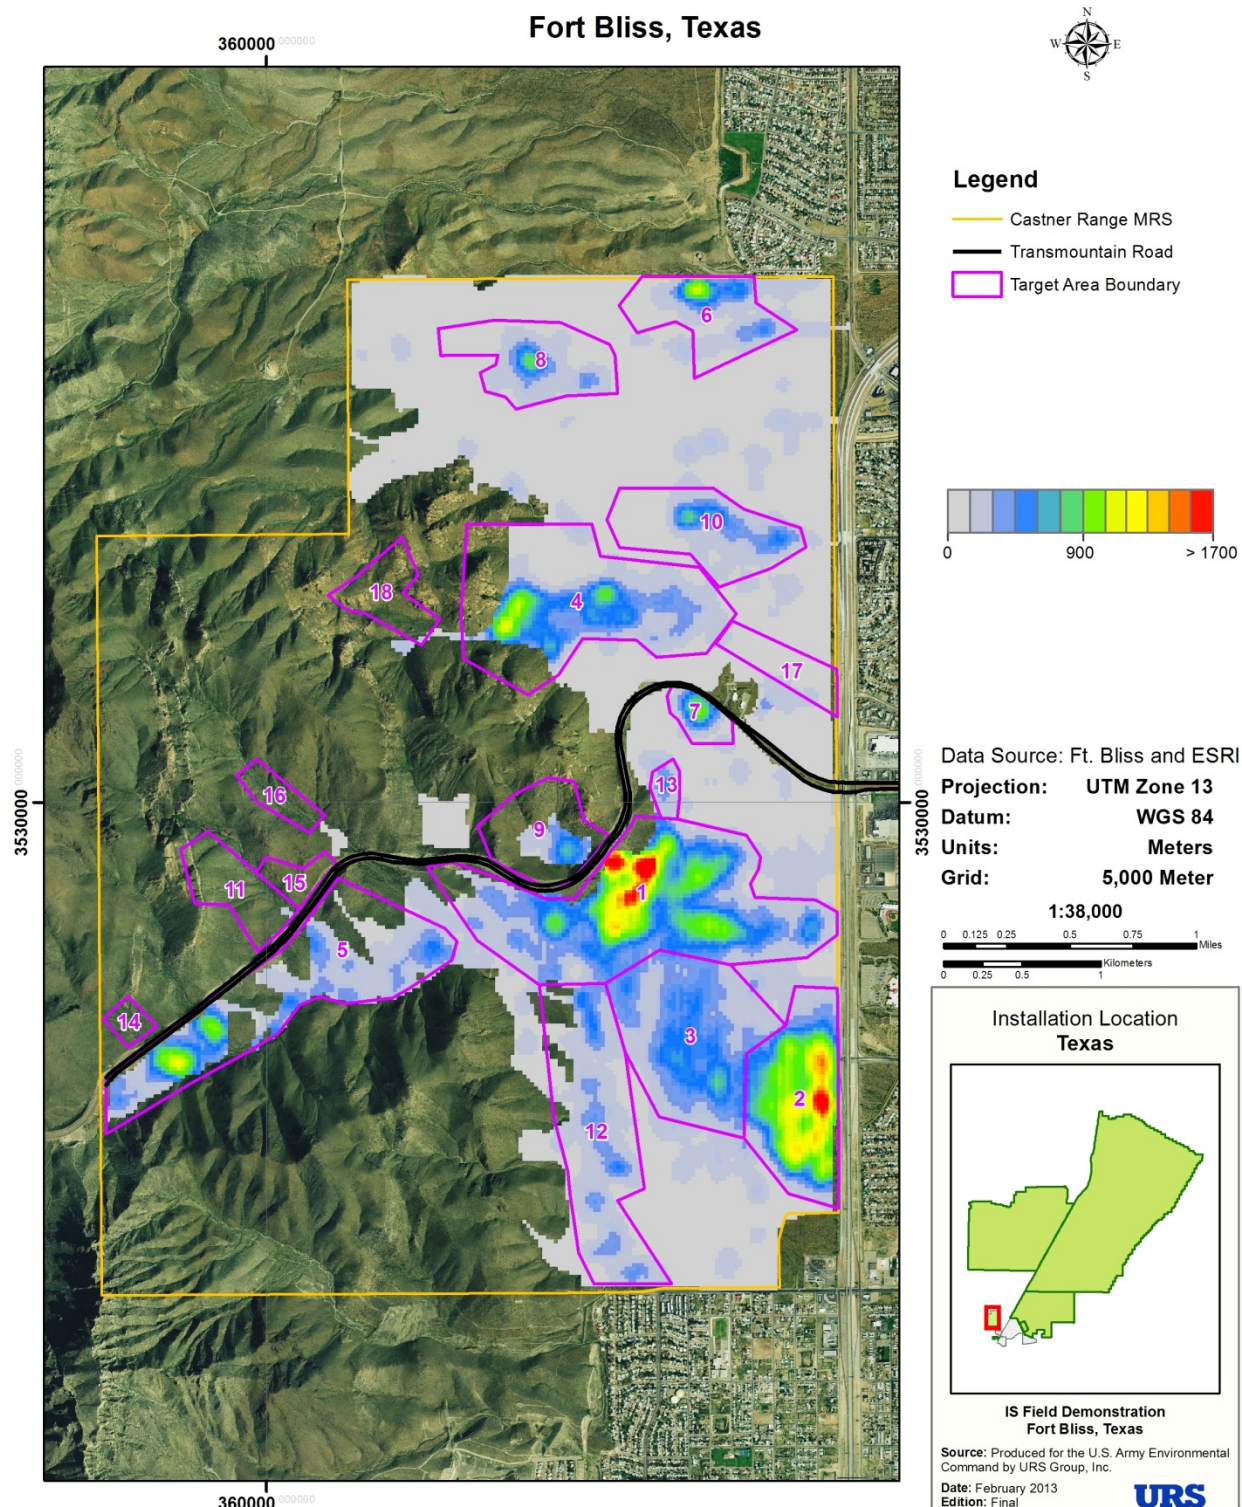 Fort Bliss, Texas
360000.000000
N
W E
S
Legend
Castner Range MRS
Transmountain Road
Target Area Boundary
6
8
0 900 > 1700
10
18
4
17
7
Data Source: Ft. Bliss and ESRI
Projection: UTM Zone 13
Datum: WGS 84
Units: Meters
Grid: 5,000 Meter
1:38,000
0 0.125 0.25 0.5 0.75 1
Miles
Kilometers
0 0.25 0.5 1
3530000.000000
3530000.000000
13
16
9
11
15
1
5
14
3
2
12
Installation Location
Texas
IS Field Demonstration
Fort Bliss, Texas
Source: Produced for the U.S. Army Environmental
Command by URS Group, Inc.
Date: February 2013
Edition: Final
URS
360000.000000